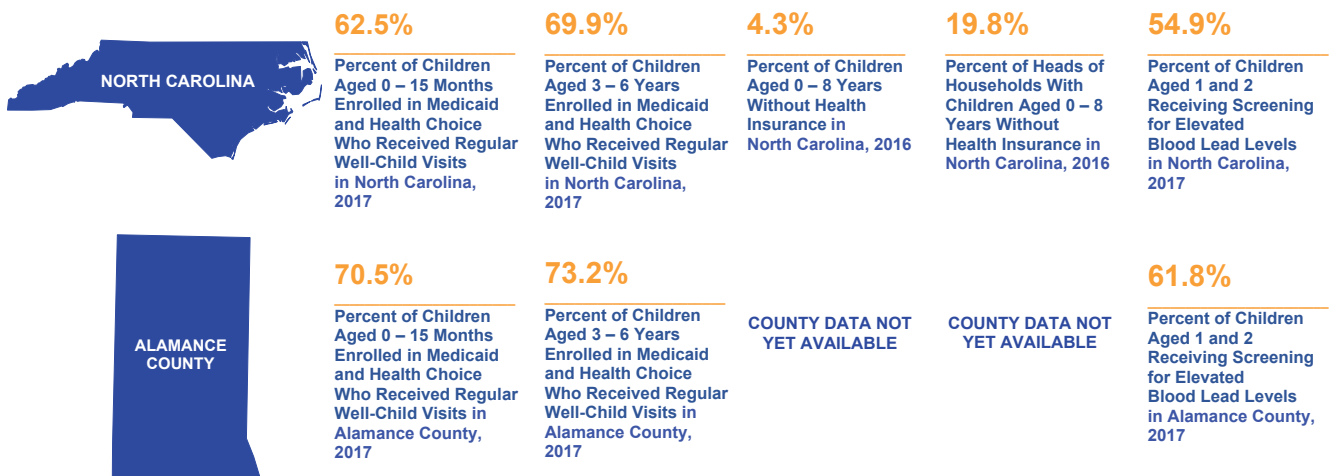 NORTH CAROLINA
62.5%
Percent of Children
Aged 0 – 15 Months
Enrolled in Medicaid
and Health Choice
Who Received Regular
Well-Child Visits
in North Carolina,
2017
69.9%
Percent of Children
Aged 3 – 6 Years
Enrolled in Medicaid
and Health Choice
Who Received Regular
Well-Child Visits
in North Carolina,
2017
4.3%
Percent of Children
Aged 0 – 8 Years
Without Health
Insurance in
North Carolina, 2016
19.8%
Percent of Heads of
Households With
Children Aged 0 – 8
Years Without
Health Insurance in
North Carolina, 2016
54.9%
Percent of Children
Aged 1 and 2
Receiving Screening
for Elevated
Blood Lead Levels
in North Carolina,
2017
ALAMANCE
COUNTY
70.5%
Percent of Children
Aged 0 – 15 Months
Enrolled in Medicaid
and Health Choice
Who Received Regular
Well-Child Visits in
Alamance County,
2017
73.2%
Percent of Children
Aged 3 – 6 Years
Enrolled in Medicaid
and Health Choice
Who Received Regular
Well-Child Visits in
Alamance County,
2017
COUNTY DATA NOT
YET AVAILABLE
COUNTY DATA NOT
YET AVAILABLE
61.8%
Percent of Children
Aged 1 and 2
Receiving Screening
for Elevated
Blood Lead Levels
in Alamance County,
2017